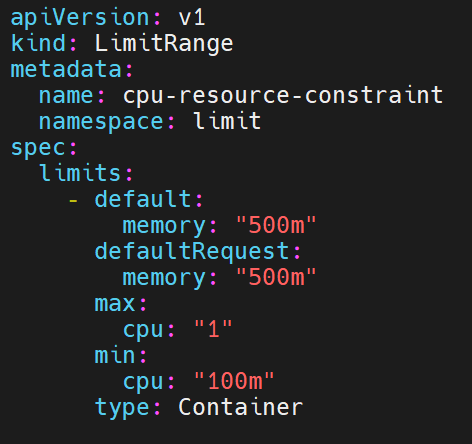 apiVersion: v1
kind: LimitRange
metadata:
  name: cpu-resource-constraint
  namespace: limit
spec:
  limits:
    - default:
        memory: "500m"
      defaultRequest:
        memory: "500m"
      max:
        cpu: "1"
      min:
        cpu: "100m"
      type: Container